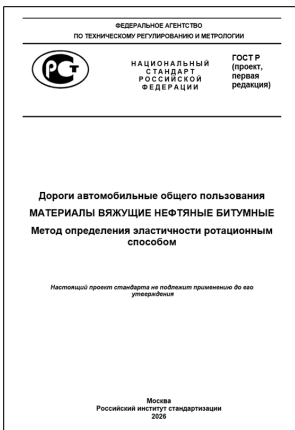 ФЕДЕРАЛЬНОЕ АГЕНТСТВО
ПО ТЕХНИЧЕСКОМУ РЕГУЛИРОВАНИЮ И МЕТРОЛОГИИ
НАЦИОНАЛЬНЫЙ
СТАНДАРТ
РОССИЙСКОЙ
ФЕДЕРАЦИИ
ГОСТ Р
(проект,
первая
редакция)
Дороги автомобильные общего пользования
МАТЕРИАЛЫ ВЯЖУЩИЕ НЕФТЯНЫЕ БИТУМНЫЕ
Метод определения эластичности ротационным
способом
Настоящий проект стандарта не подлежит применению до его
утверждения
Москва
Российский институт стандартизации
2026